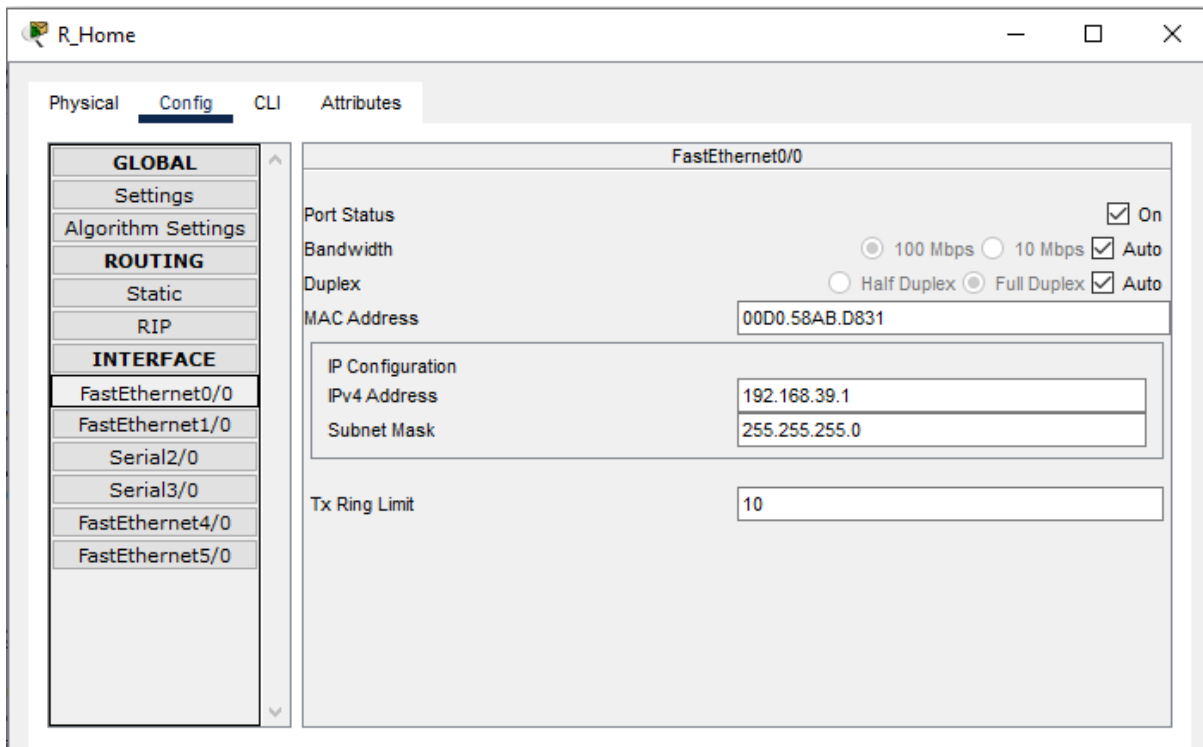 R_Home
Physical Config CLI Attributes
GLOBAL
Settings
Algorithm Settings
ROUTING
Static
RIP
INTERFACE
FastEthernet0/0
FastEthernet1/0
Serial2/0
Serial3/0
FastEthernet4/0
FastEthernet5/0
FastEthernet0/0
Port Status On
Bandwidth 100 Mbps 10 Mbps Auto
Duplex Half Duplex Full Duplex Auto
MAC Address 00D0.58AB.D831
IP Configuration
IPv4 Address 192.168.39.1
Subnet Mask 255.255.255.0
Tx Ring Limit 10